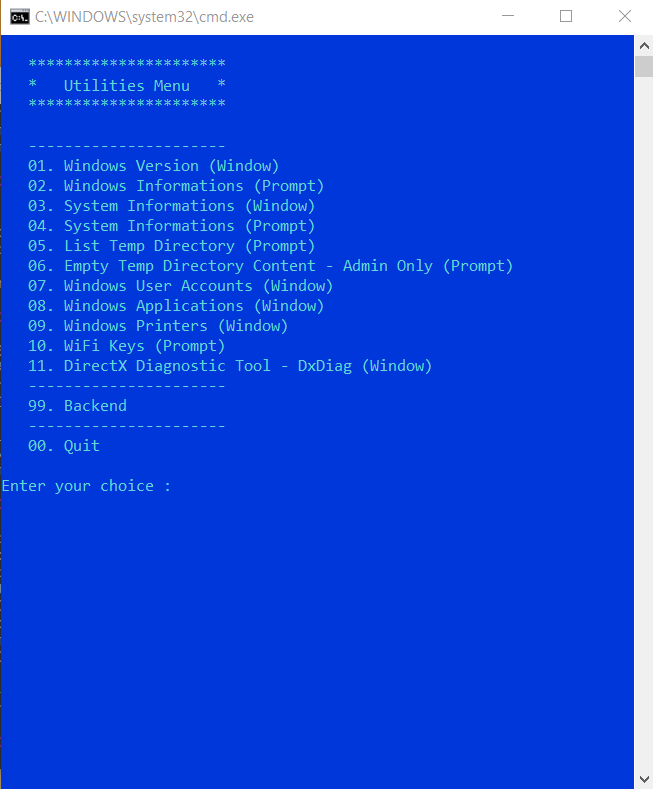 C:\WINDOWS\system32\cmd.exe
**********************
*   Utilities Menu   *
**********************
----------------------
01. Windows Version (Window)
02. Windows Informations (Prompt)
03. System Informations (Window)
04. System Informations (Prompt)
05. List Temp Directory (Prompt)
06. Empty Temp Directory Content - Admin Only (Prompt)
07. Windows User Accounts (Window)
08. Windows Applications (Window)
09. Windows Printers (Window)
10. WiFi Keys (Prompt)
11. DirectX Diagnostic Tool - DxDiag (Window)
----------------------
99. Backend
----------------------
00. Quit
Enter your choice :